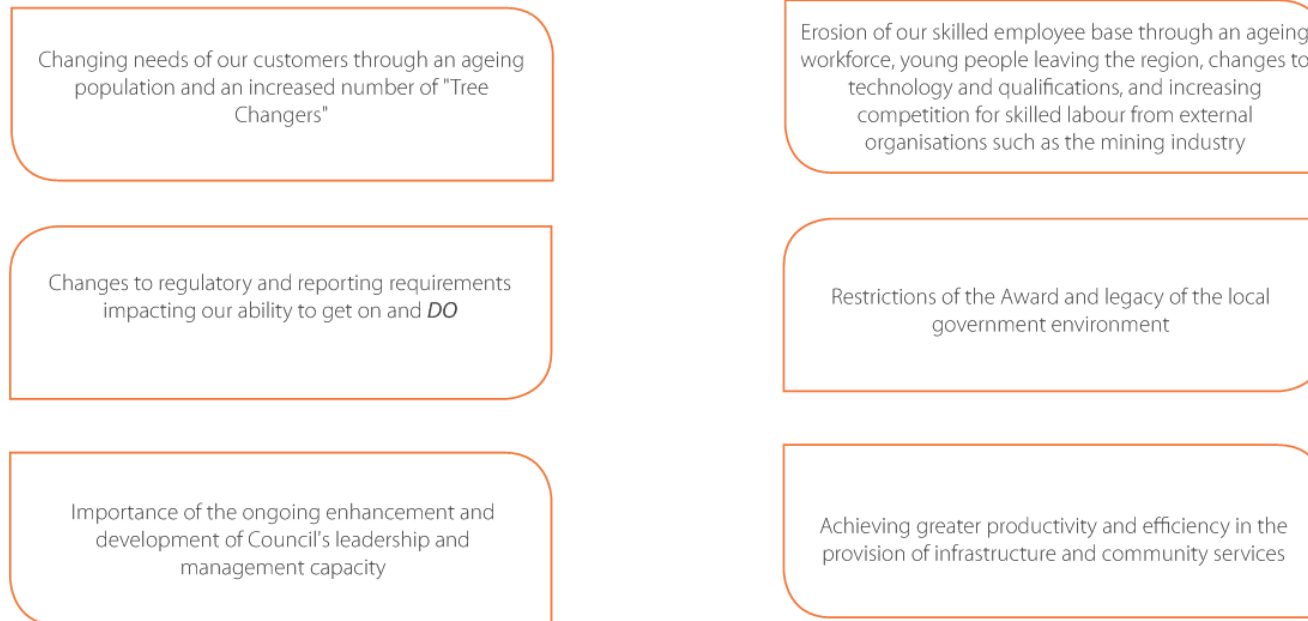 Changing needs of our customers through an ageing
population and an increased number of "Tree
Changers"
Erosion of our skilled employee base through an ageing
workforce, young people leaving the region, changes to
technology and qualifications, and increasing
competition for skilled labour from external
organisations such as the mining industry
Changes to regulatory and reporting requirements
impacting our ability to get on and DO
Restrictions of the Award and legacy of the local
government environment
Importance of the ongoing enhancement and
development of Council's leadership and
management capacity
Achieving greater productivity and efficiency in the
provision of infrastructure and community services